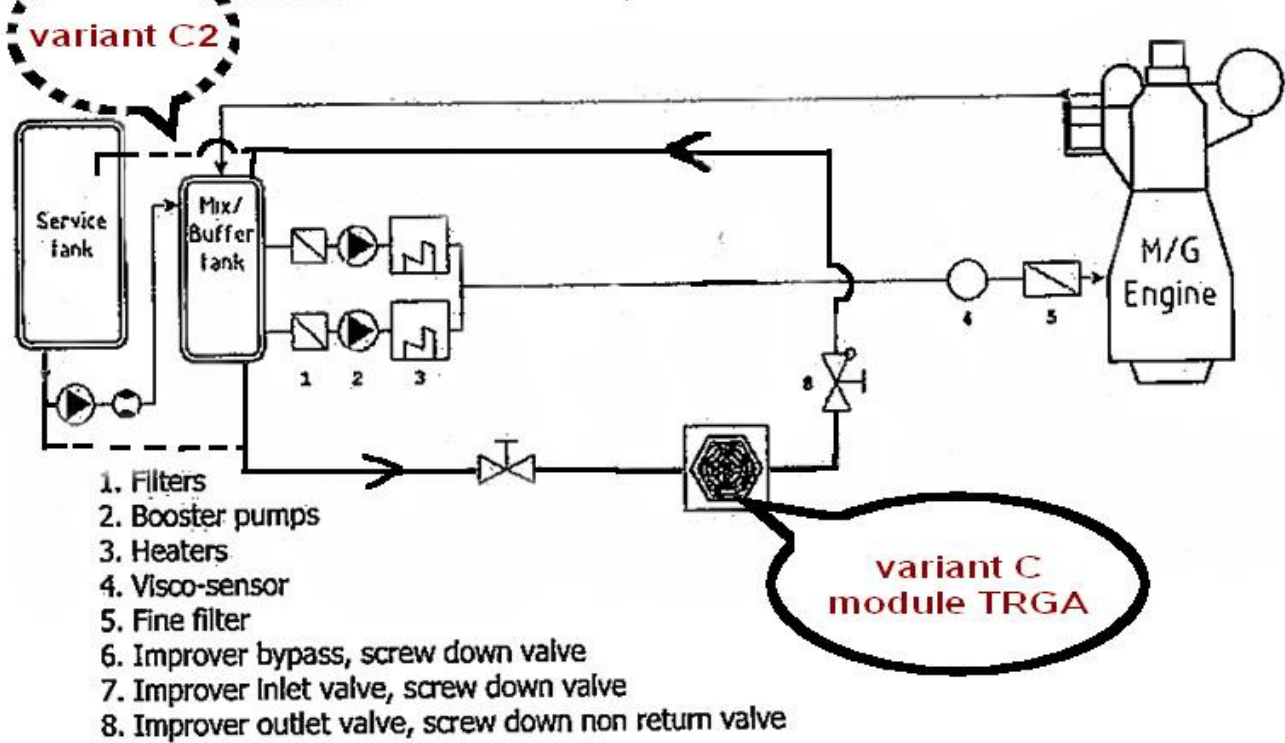 variant C2
Service
tank
Mix/
Buffer
tank
M/G
Engine
1
2
3
4
5
8
variant C
module TRGA
1. Filters
2. Booster pumps
3. Heaters
4. Visco-sensor
5. Fine filter
6. Improver bypass, screw down valve
7. Improver inlet valve, screw down valve
8. Improver outlet valve, screw down non return valve